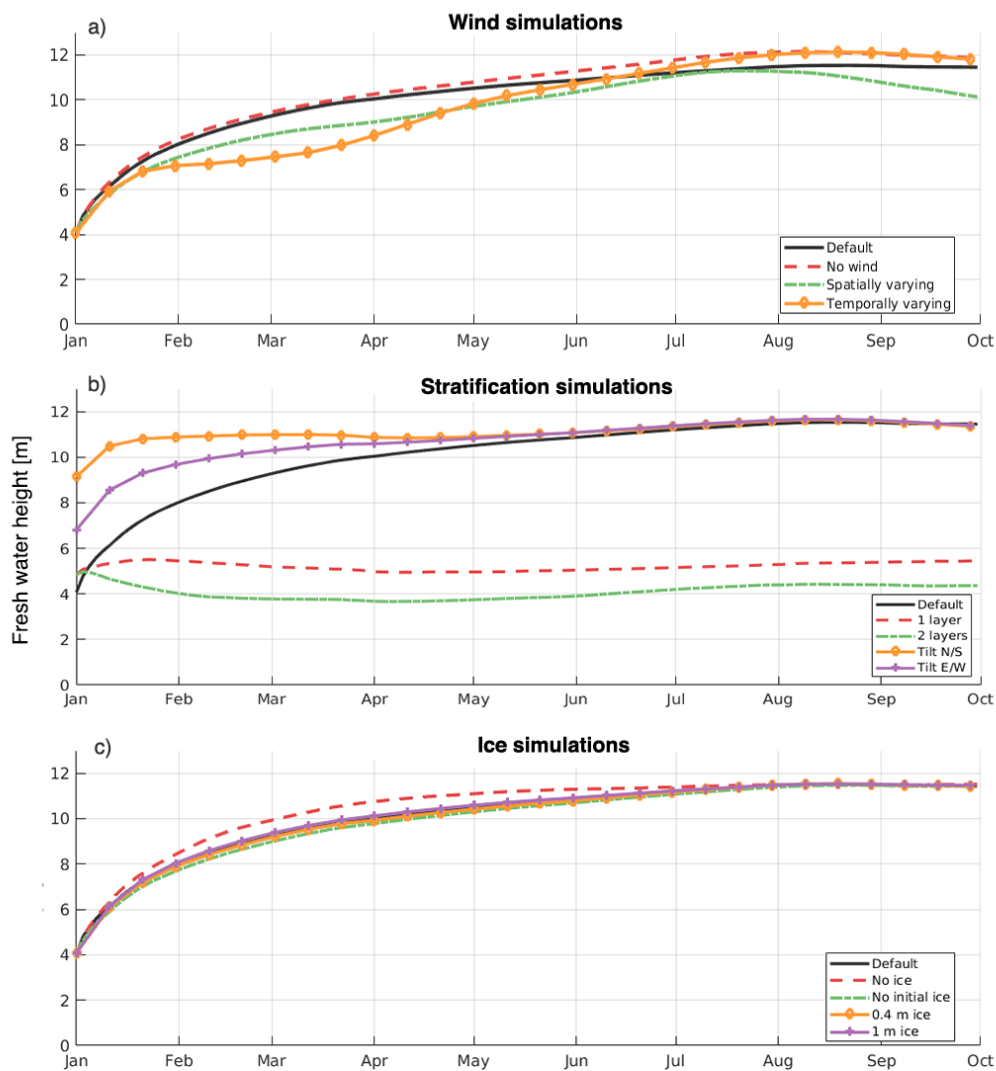 a)
Wind simulations
12
10
8
6
4
2
0
Jan Feb Mar Apr May Jun Jul Aug Sep Oct
Default
No wind
Spatially varying
Temporally varying
b)
Stratification simulations
Fresh water height [m]
12
10
8
6
4
2
0
Jan Feb Mar Apr May Jun Jul Aug Sep Oct
Default
1 layer
2 layers
Tilt N/S
Tilt E/W
c)
Ice simulations
12
10
8
6
4
2
0
Jan Feb Mar Apr May Jun Jul Aug Sep Oct
Default
No ice
No initial ice
0.4 m ice
1 m ice